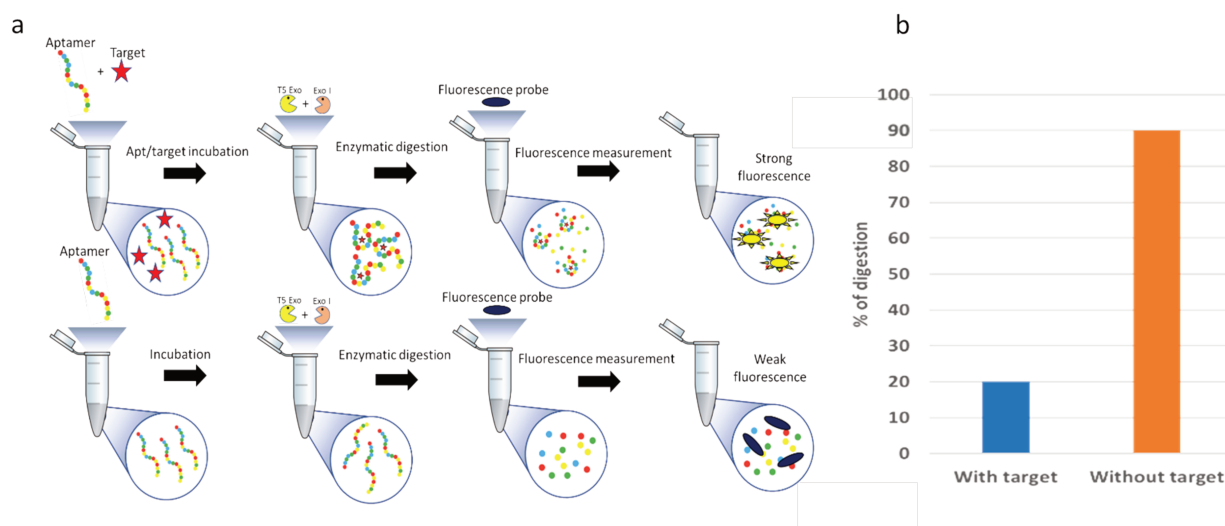 a
Aptamer
+
Target
T5 Exo
+
Exo I
Fluorescence probe
Apt/target incubation
Enzymatic digestion
Fluorescence measurement
Strong
fluorescence
Aptamer
T5 Exo
+
Exo I
Fluorescence probe
Incubation
Enzymatic digestion
Fluorescence measurement
Weak
fluorescence
b
% of digestion
100
90
80
70
60
50
40
30
20
10
0
With target
Without target